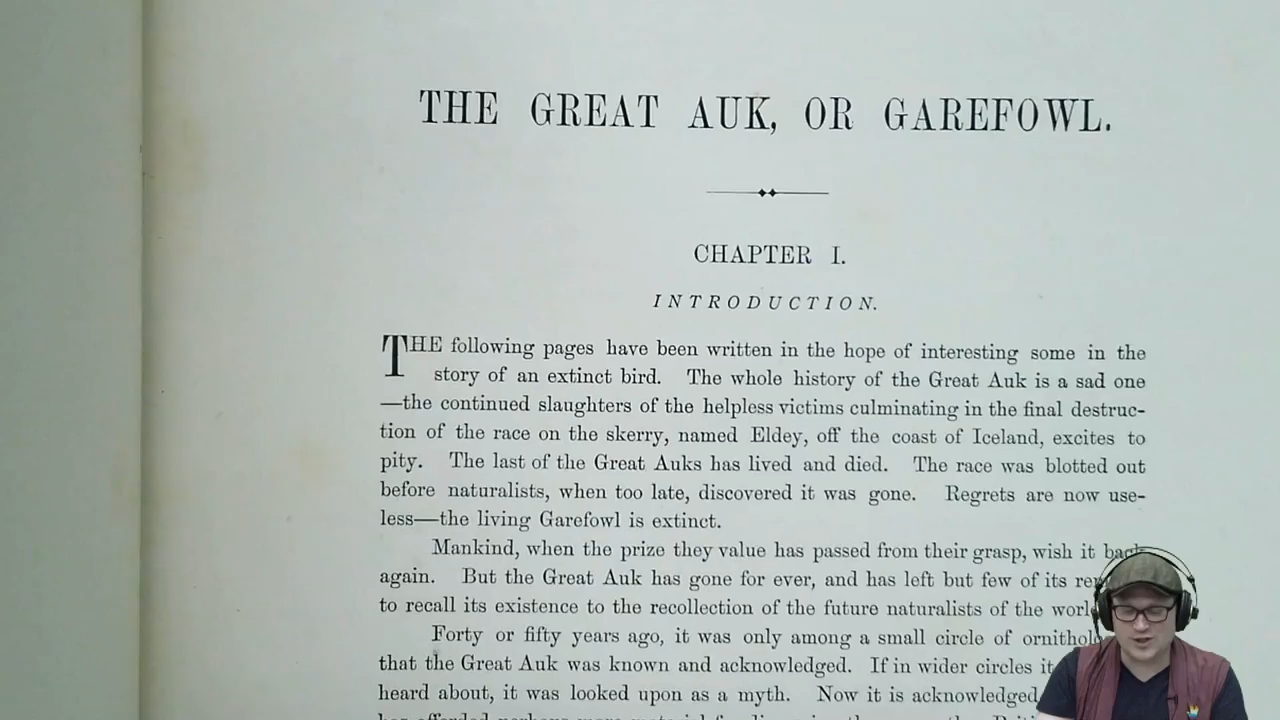 THE GREAT AUK, OR GAREFOWL.
CHAPTER I.
INTRODUCTION.
THE following pages have been written in the hope of interesting some in the
story of an extinct bird. The whole history of the Great Auk is a sad one
—the continued slaughters of the helpless victims culminating in the final destruc-
tion of the race on the skerry, named Eldey, off the coast of Iceland, excites to
pity. The last of the Great Auks has lived and died. The race was blotted out
before naturalists, when too late, discovered it was gone. Regrets are now use-
less—the living Garefowl is extinct.
Mankind, when the prize they value has passed from their grasp, wish it back
again. But the Great Auk has gone for ever, and has left but few of its
to recall its existence to the recollection of the future naturalists of the
Forty or fifty years ago, it was only among a small circle of
that the Great Auk was known and acknowledged. If in wider circles it
heard about, it was looked upon as a myth. Now it is acknowledged